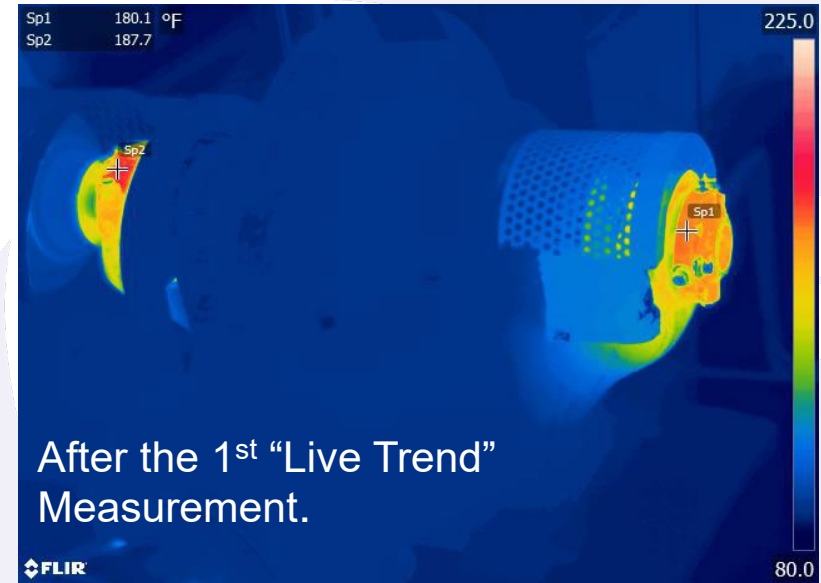 Sp1 180.1 °F
Sp2 187.7
225.0
Sp2
Sp1
After the 1st “Live Trend”
Measurement.
FLIR
80.0